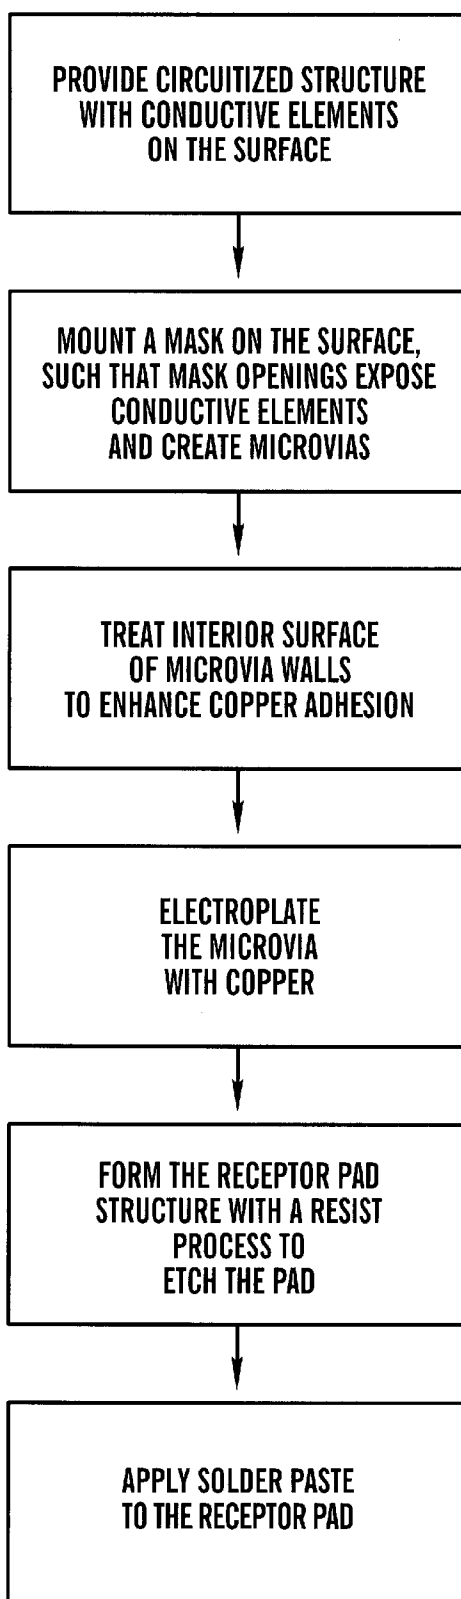 PROVIDE CIRCUITIZED STRUCTURE
WITH CONDUCTIVE ELEMENTS
ON THE SURFACE
MOUNT A MASK ON THE SURFACE,
SUCH THAT MASK OPENINGS EXPOSE
CONDUCTIVE ELEMENTS
AND CREATE MICROVIAS
TREAT INTERIOR SURFACE
OF MICROVIA WALLS
TO ENHANCE COPPER ADHESION
ELECTROPLATE
THE MICROVIA
WITH COPPER
FORM THE RECEPTOR PAD
STRUCTURE WITH A RESIST
PROCESS TO
ETCH THE PAD
APPLY SOLDER PASTE
TO THE RECEPTOR PAD